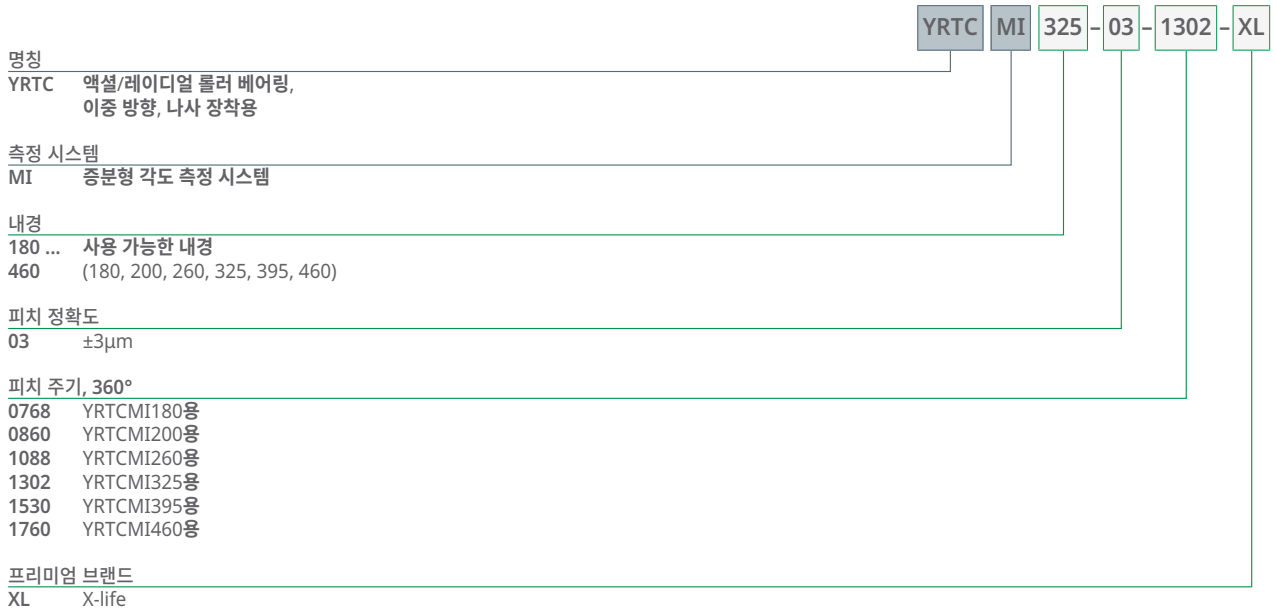 YRTC MI 325 – 03 – 1302 – XL
명칭
YRTC 액셜/레이디얼 롤러 베어링,
이중 방향, 나사 장착용
측정 시스템
MI 증분형 각도 측정 시스템
내경
180 ... 사용 가능한 내경
460 (180, 200, 260, 325, 395, 460)
피치 정확도
03 ±3μm
피치 주기, 360°
0768 YRTCMI180용
0860 YRTCMI200용
1088 YRTCMI260용
1302 YRTCMI325용
1530 YRTCMI395용
1760 YRTCMI460용
프리미엄 브랜드
XL X-life